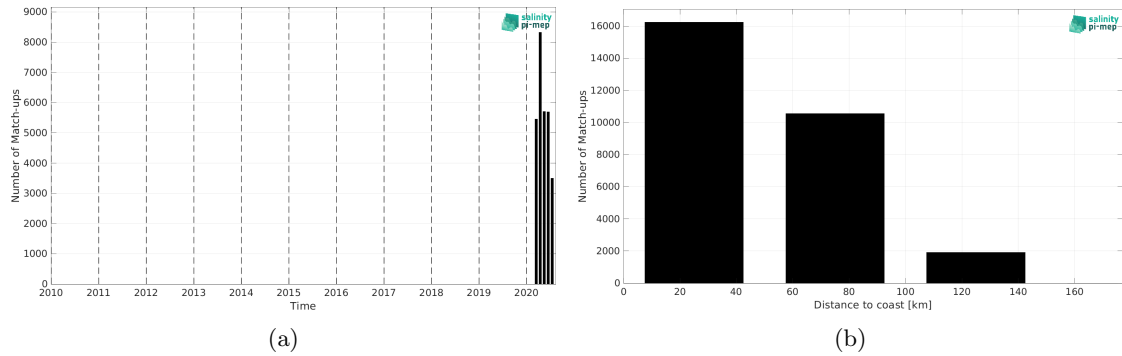 9000
8000
7000
6000
5000
4000
3000
2000
1000
0
Number of Match-ups
2010 2011 2012 2013 2014 2015 2016 2017 2018 2019 2020
Time
salinity
pi-mep
(a)
16000
14000
12000
10000
8000
6000
4000
2000
0
Number of Match-ups
0 20 40 60 80 100 120 140 160
Distance to coast [km]
salinity
pi-mep
(b)